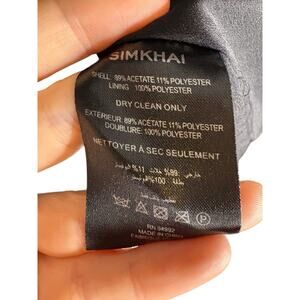 SIMKHAI
SHELL: 89% ACETATE 11% POLYESTER
LINING : 100% POLYESTER
DRY CLEAN ONLY
EXTERIEUR: 89% ACETATE 11% POLYESTER
DOUBLURE: 100% POLYESTER
NETTOYER À SEC SEULEMENT
RN 94992
MADE IN CHINA